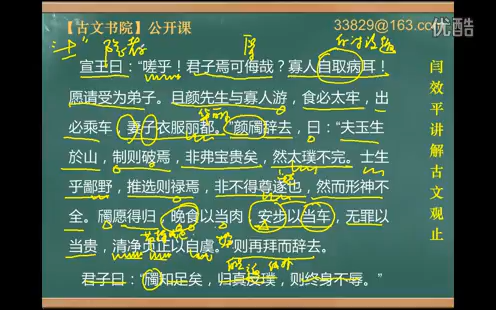 【古文书院】公开课
33829@163.com
优酷
宣王曰:“嗟乎!君子焉可侮哉?寡人自取病耳!
愿请受为弟子。且颜先生与寡人游,食必太牢,出
必乘车,妻子衣服丽都。”颜斶辞去,曰:“夫玉生
於山,制则破焉,非弗宝贵矣,然太璞不完。士生
乎鄙野,推选则禄焉,非不得尊遂也,然而形神不
全。斶愿得归,晚食以当肉,安步以当车,无罪以
当贵,清净贞正以自虞。”则再拜而辞去。
君子曰:“斶知足矣,归真反璞,则终身不辱。”
闫效平讲解古文观止